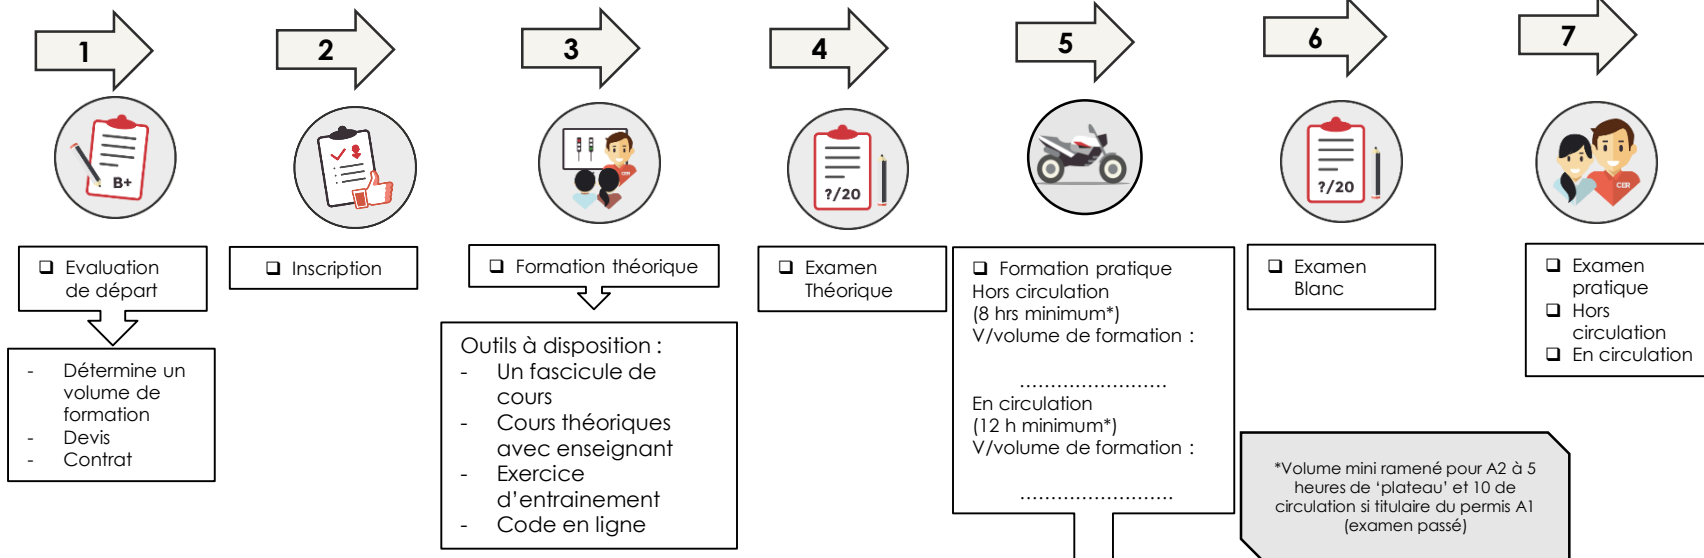 1
2
3
4
5
6
7
B+
?/20
?/20
CER
CER
❑ Evaluation
de départ
- Détermine un
volume de
formation
- Devis
- Contrat
❑ Inscription
❑ Formation théorique
Outils à disposition :
- Un fascicule de
cours
- Cours théoriques
avec enseignant
- Exercice
d'entrainement
- Code en ligne
❑ Examen
Théorique
❑ Formation pratique
Hors circulation
(8 hrs minimum*)
V/volume de formation :
........................
En circulation
(12 h minimum*)
V/volume de formation :
.........................
❑ Examen
Blanc
❑ Examen
pratique
❑ Hors
circulation
❑ En circulation
*Volume mini ramené pour A2 à 5
heures de 'plateau' et 10 de
circulation si titulaire du permis A1
(examen passé)